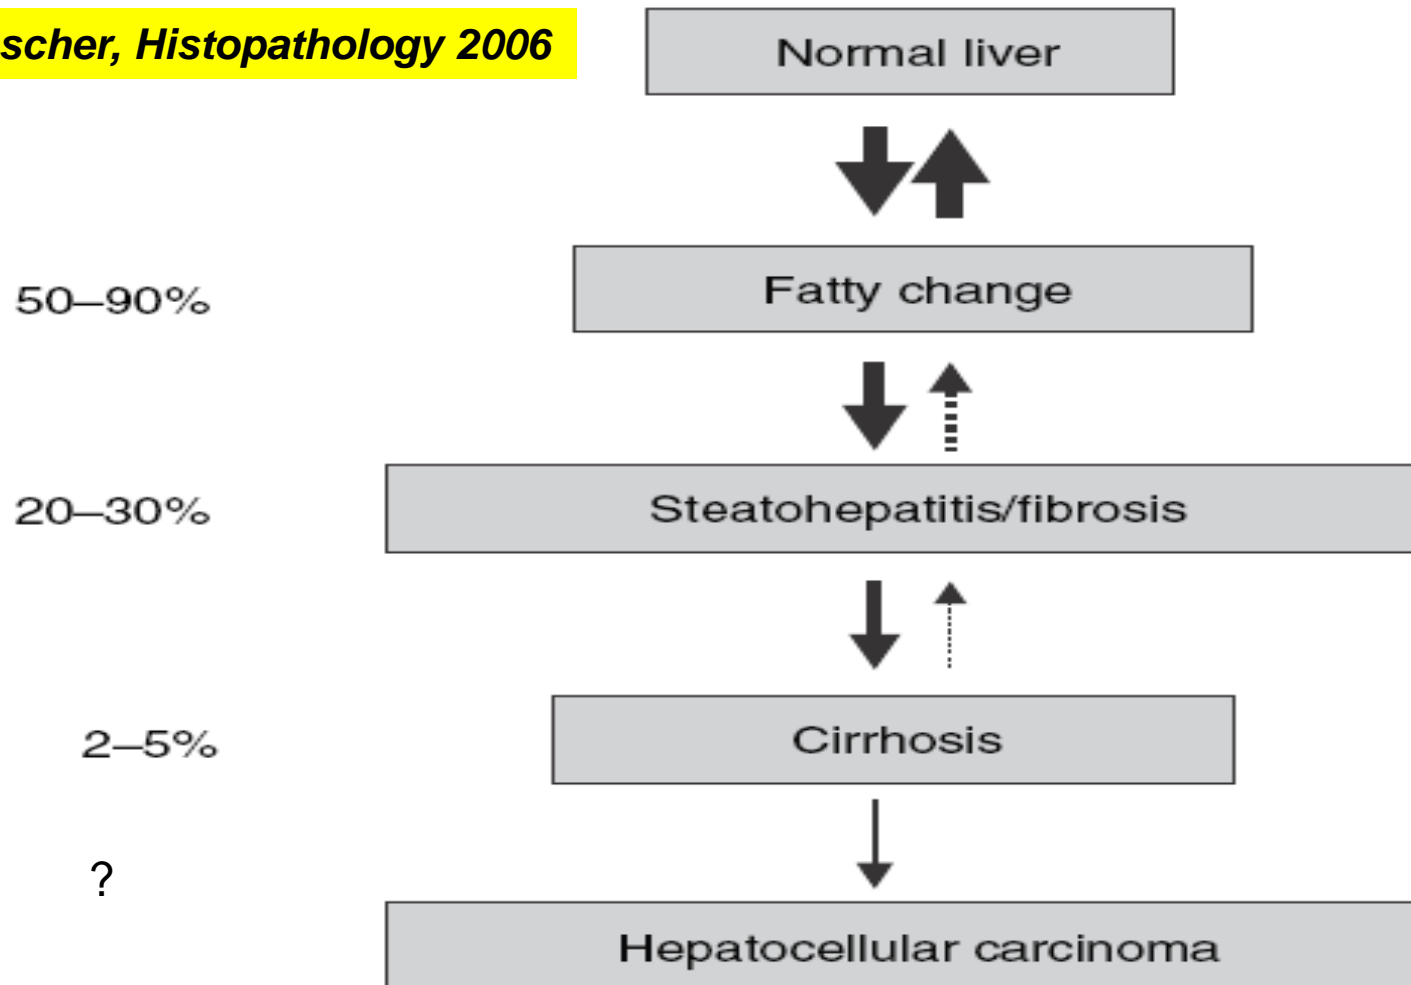 scher, Histopathology 2006
Normal liver
50–90%
Fatty change
20–30%
Steatohepatitis/fibrosis
2–5%
Cirrhosis
?
Hepatocellular carcinoma